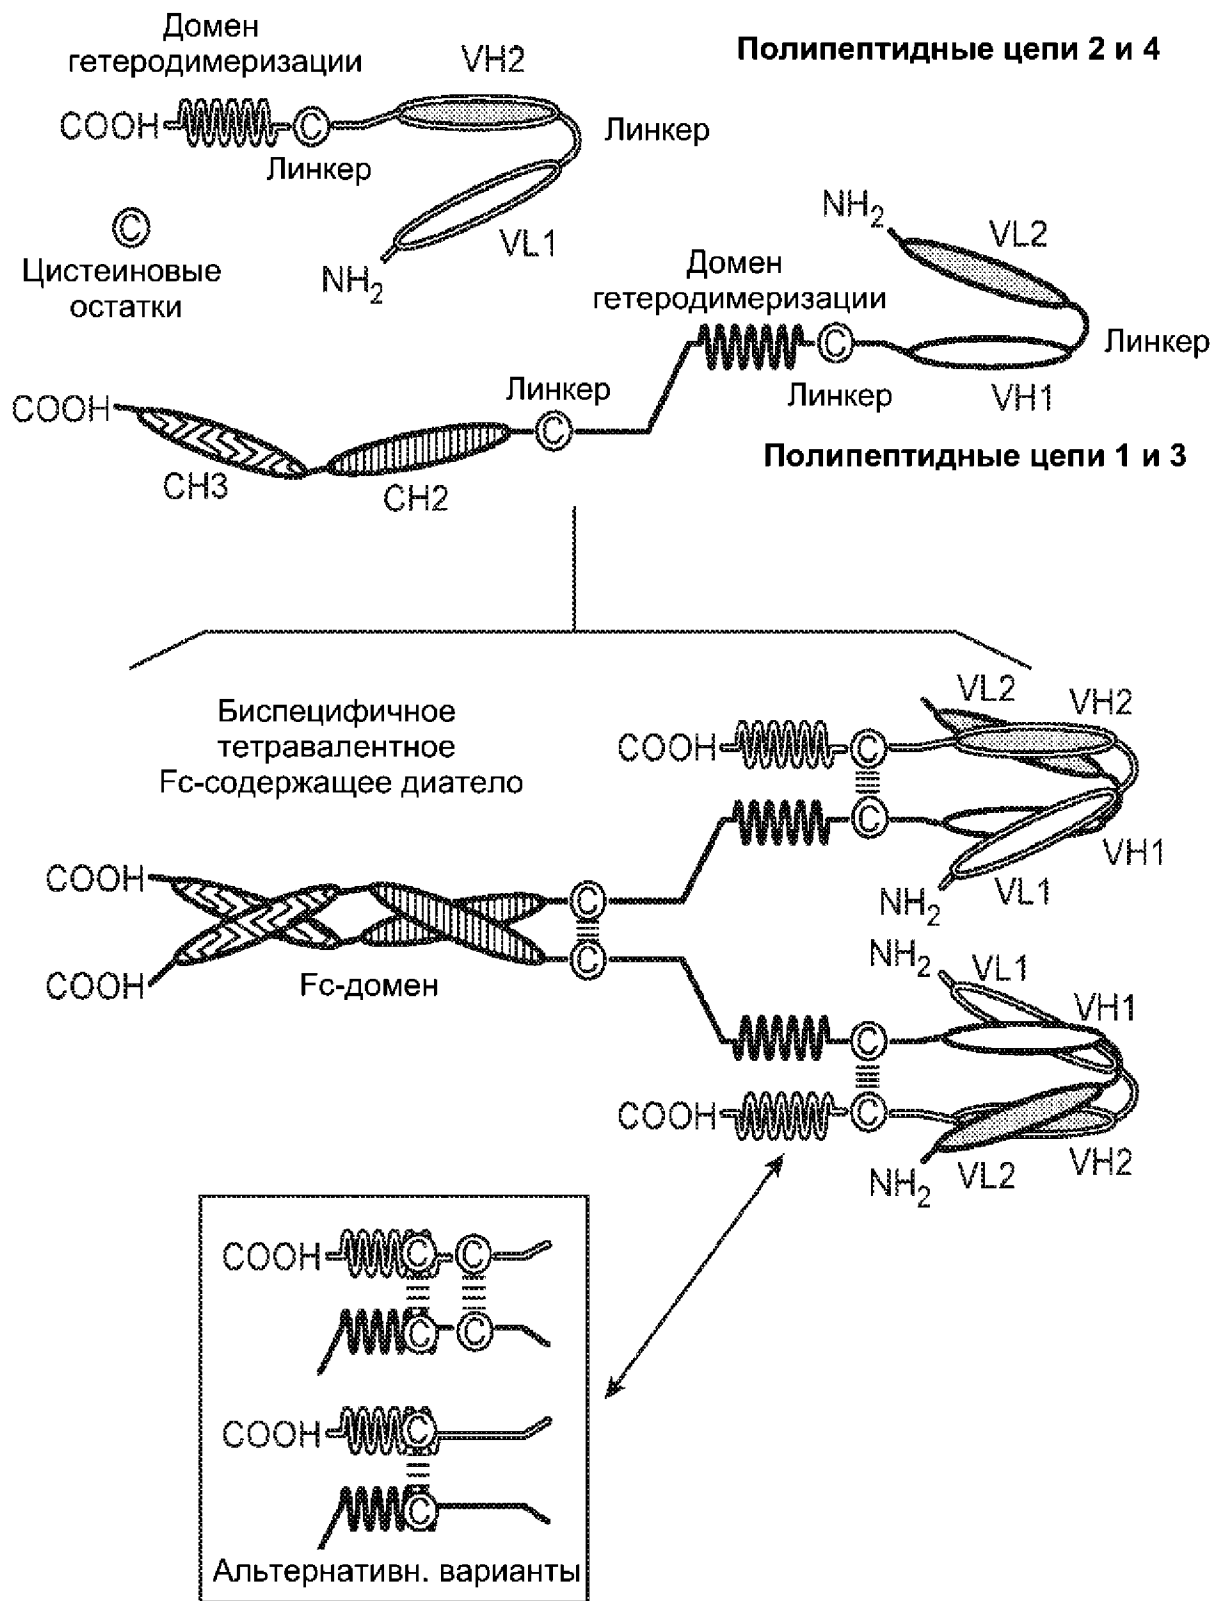 Домен
гетеродимеризации
VH2
Полипептидные цепи 2 и 4
COOH
©
Линкер
Линкер
©
Цистеиновые
остатки
VL1
NH2
NH2
VL2
Домен
гетеродимеризации
©
Линкер
Линкер
VH1
Линкер
COOH
©
CH3
CH2
Полипептидные цепи 1 и 3
Биспецифичное
тетравалентное
Fc-содержащее диатело
VL2
VH2
COOH
©
©
VH1
VL1
NH2
COOH
©
©
COOH
Fc-домен
NH2
VL1
VH1
©
COOH
©
NH2
VL2
VH2
COOH
© ©
© ©
COOH
©
©
Альтернативн. варианты